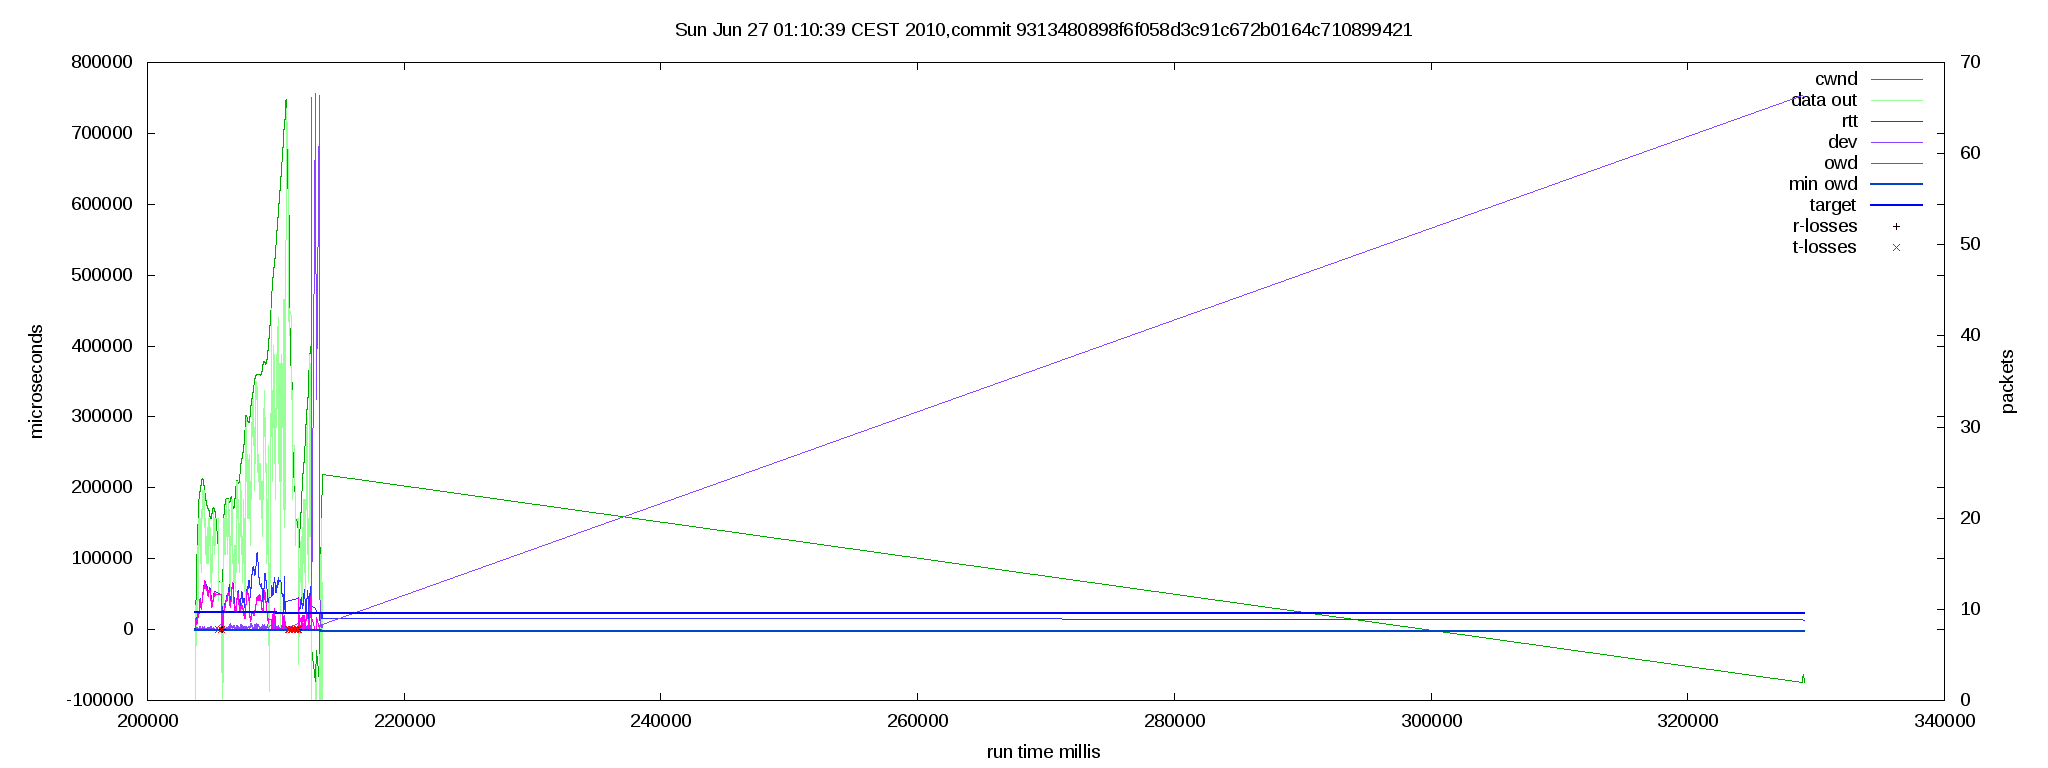 Sun Jun 27 01:10:39 CEST 2010,commit 9313480898f6f058d3c91c672b0164c710899421
800000
700000
600000
500000
400000
300000
200000
100000
0
-100000
microseconds
70
60
50
40
30
20
10
0
packets
cwnd
data out
rtt
dev
owd
min owd
target
r-losses
t-losses
200000 220000 240000 260000 280000 300000 320000 340000
run time millis